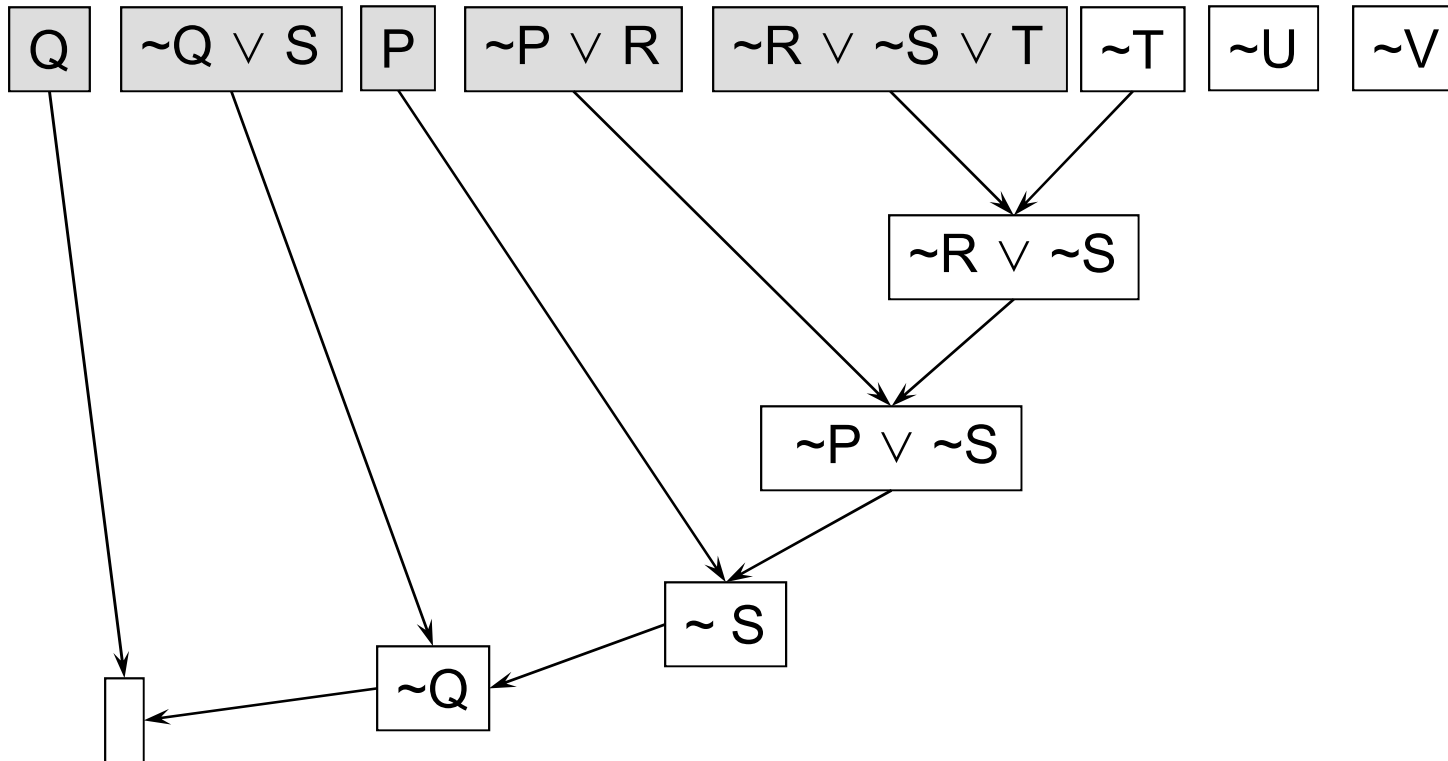 Q ~Q ∨ S P ~P ∨ R ~R ∨ ~S ∨ T ~T ~U ~V
~R ∨ ~S
~P ∨ ~S
~ S
~Q